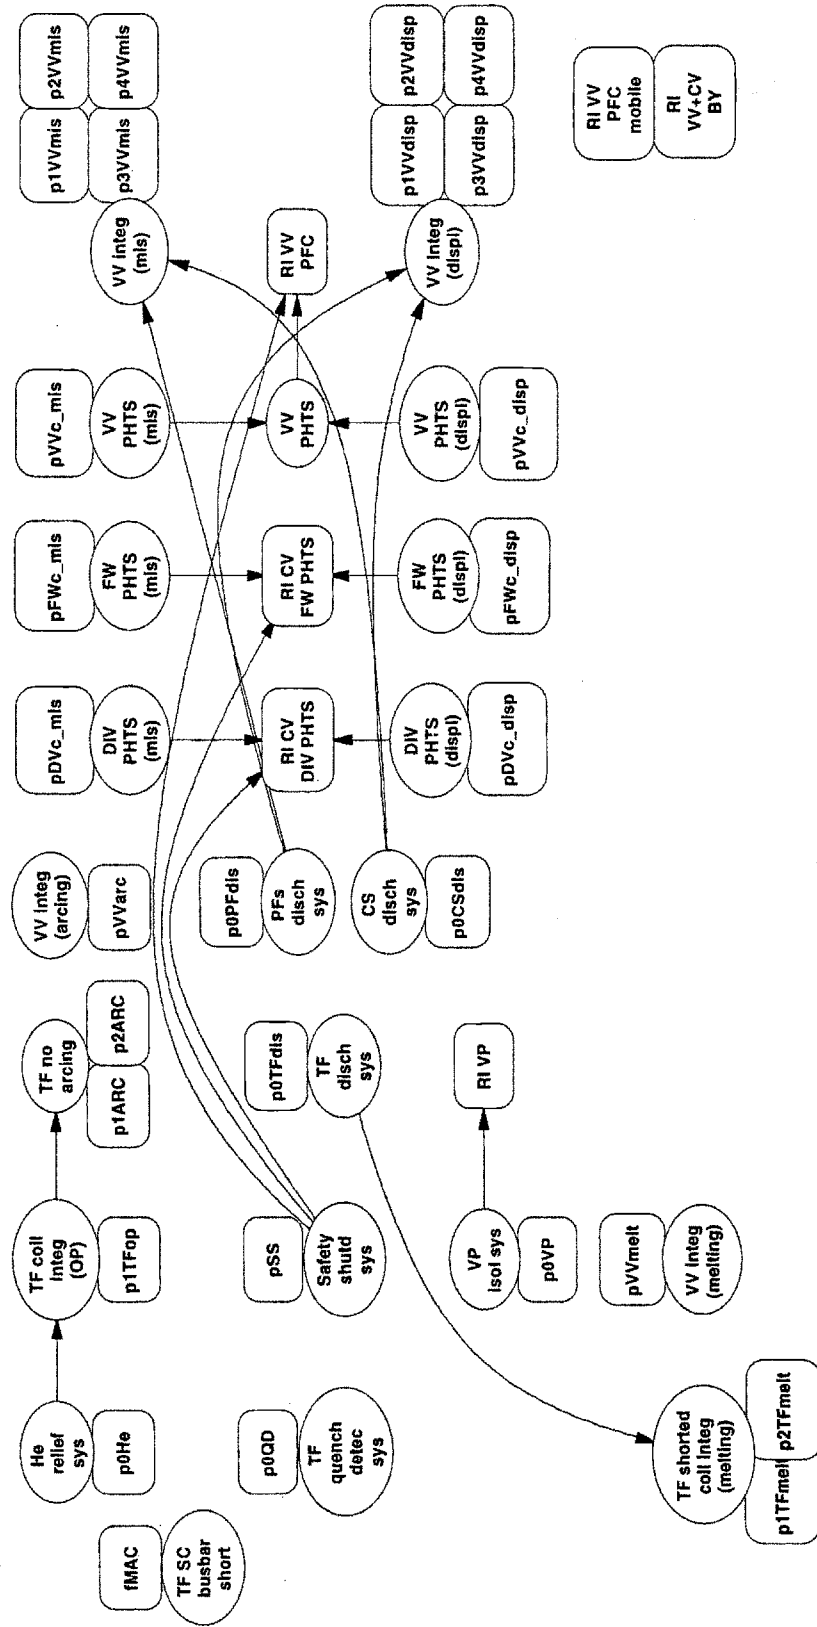 fMAC
TF SC
busbar
short
He
relief
sys
p0He
TF coil
integ
(OP)
p1TFop
TF no
arcing
p1ARC
p2ARC
VV integ
(arcing)
pVVarc
pDVc_mis
DIV
PHTS
(mis)
pFWc_mis
FW
PHTS
(mis)
pVVc_mis
VV
PHTS
(mis)
p1VVmis
p2VVmis
p3VVmis
p4VVmis
VV integ
(mis)
p0QD
TF
quench
detec
sys
pSS
Safety
shutd
sys
p0TFdis
TF
disch
sys
p0PFdis
PFs
disch
sys
RI CV
DIV PHTS
RI CV
FW PHTS
VV
PHTS
RI VV
PFC
CS
disch
sys
p0CSdis
DIV
PHTS
(displ)
pDVc_disp
FW
PHTS
(displ)
pFWc_disp
VV
PHTS
(displ)
pVVc_disp
p1VVdisp
p2VVdisp
p3VVdisp
p4VVdisp
VV integ
(displ)
VP
isol sys
p0VP
RI VP
pVVmelt
VV integ
(melting)
RI VV
PFC
mobile
RI
VV+CV
BY
TF shorted
coil integ
(melting)
p1TFmelt
p2TFmelt